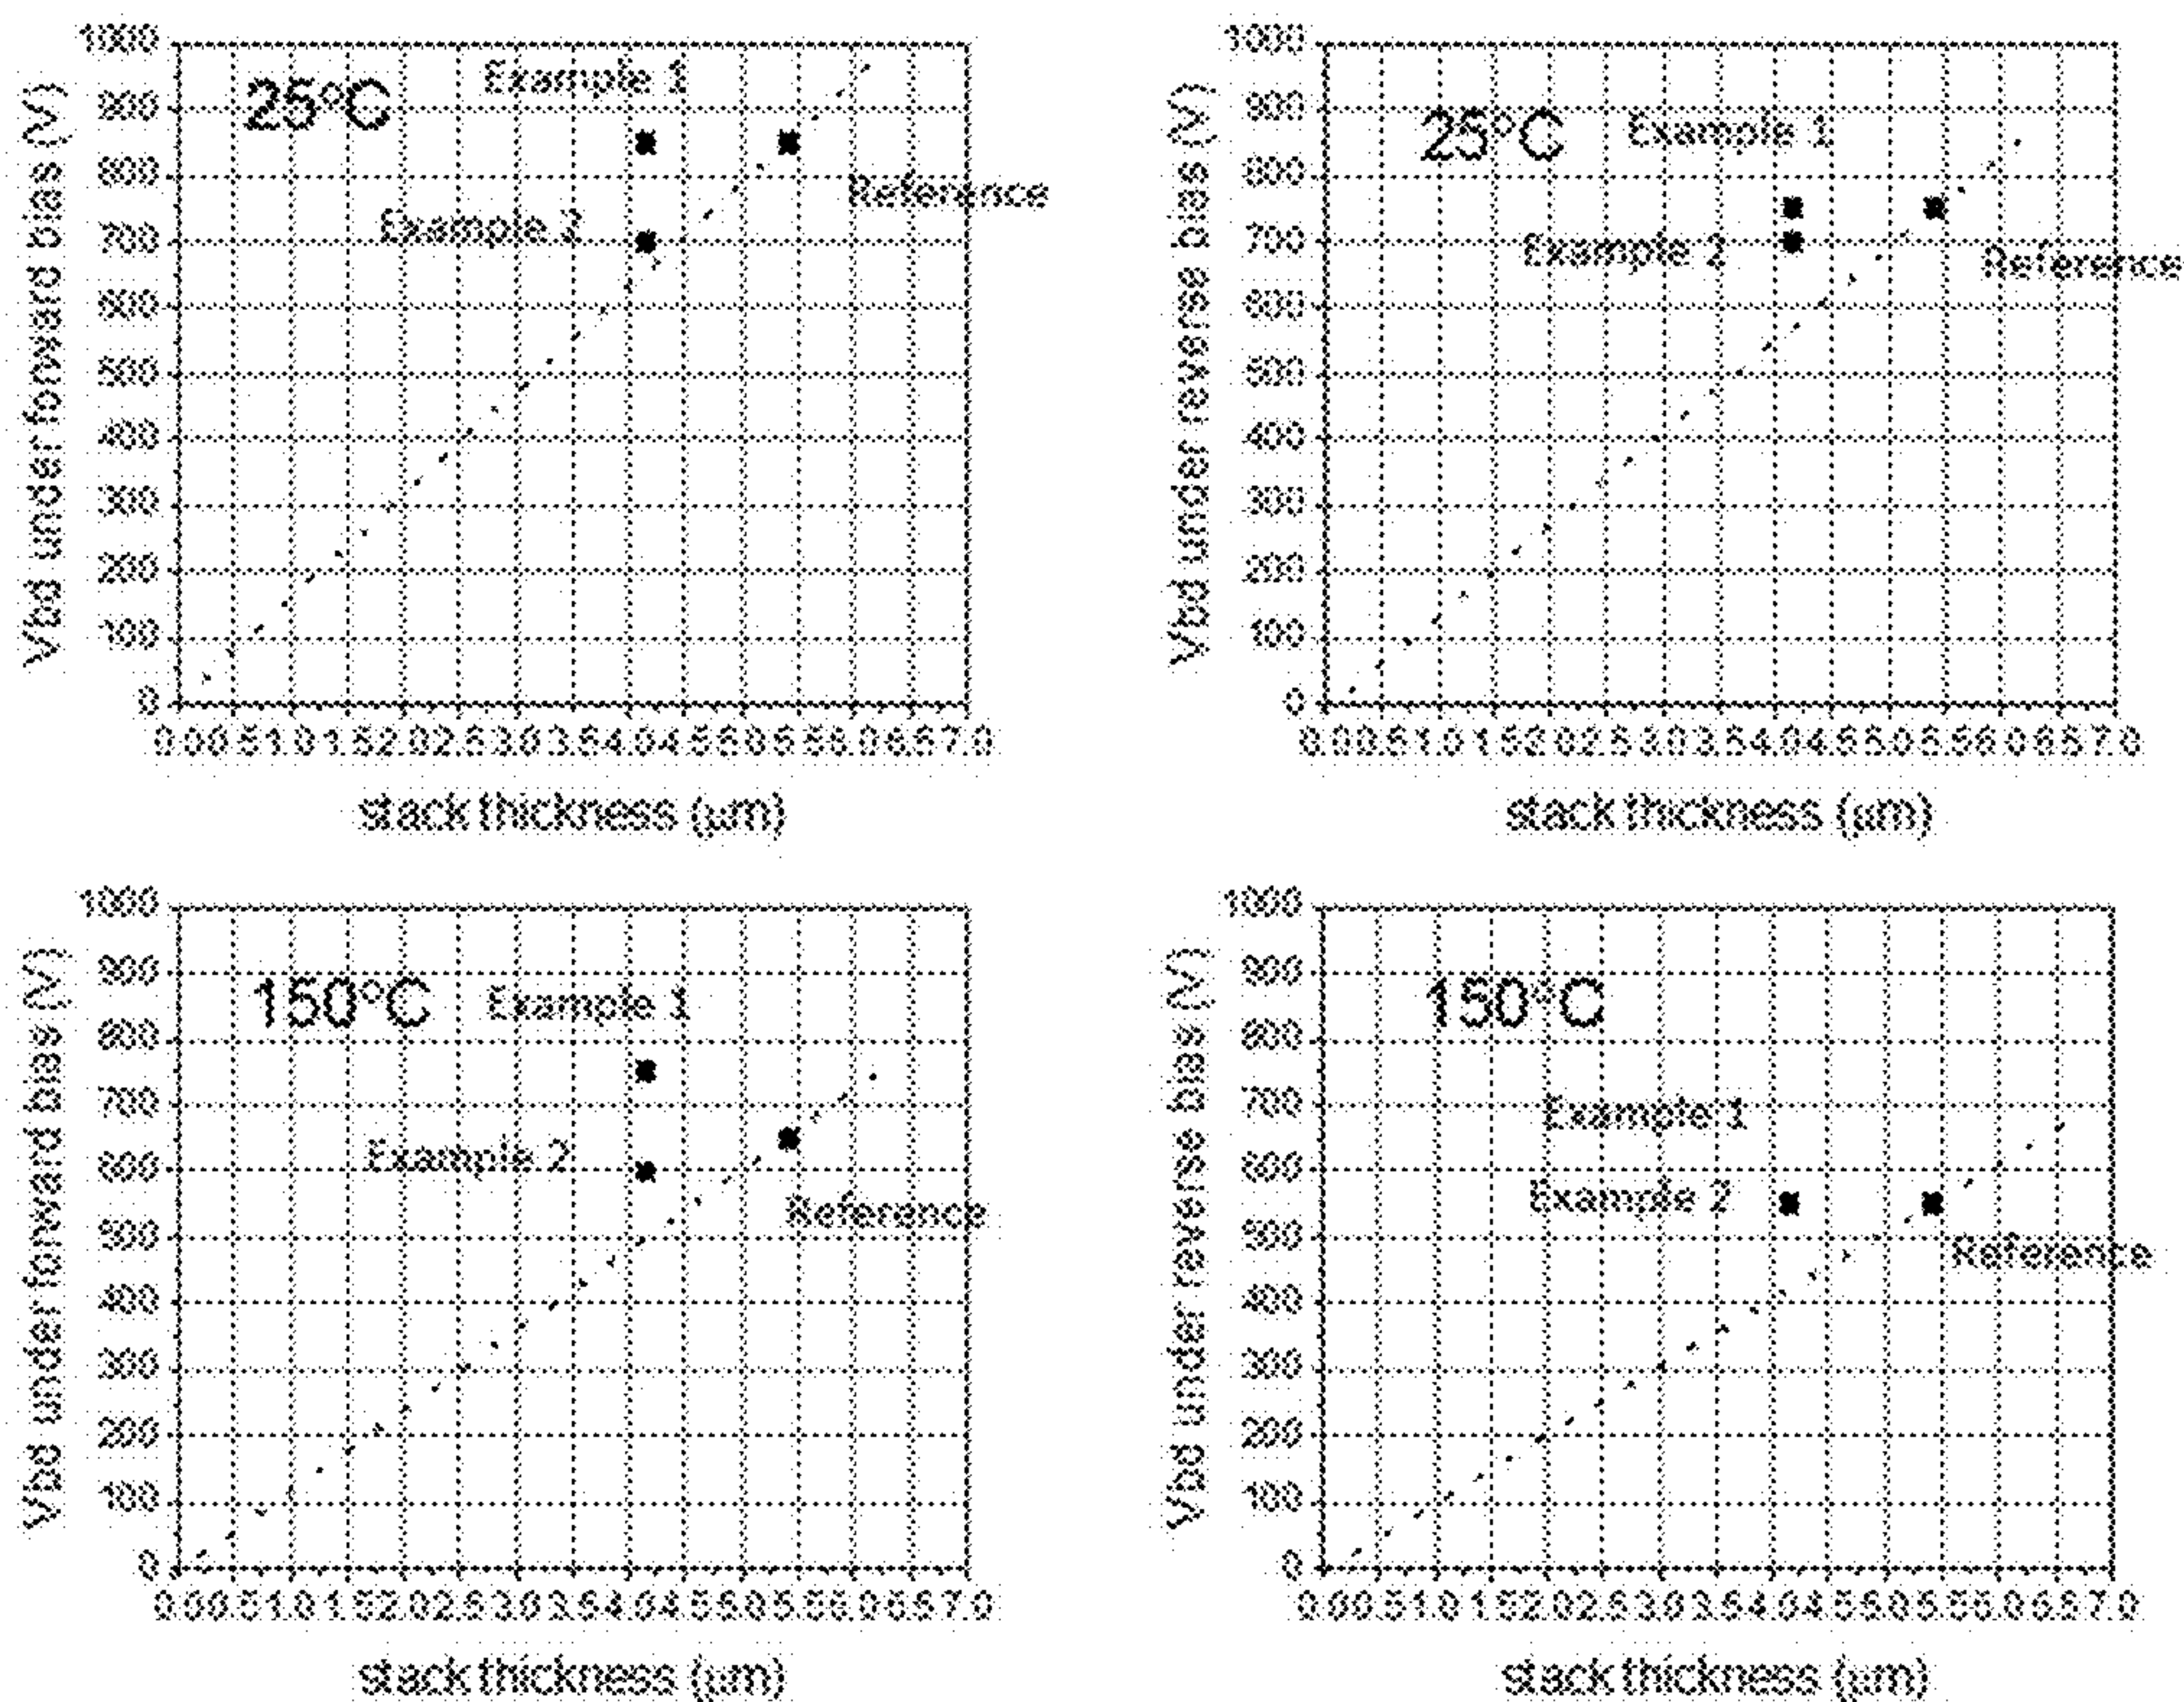 1000
900
800
700
600
500
400
300
200
100
0
Vbd under forward bias (V)
25°C
Example 1
Example 2
Reference
0.0 0.5 1.0 1.5 2.0 2.5 3.0 3.5 4.0 4.5 5.0 5.5 6.0 6.5 7.0
stack thickness (μm)
1000
900
800
700
600
500
400
300
200
100
0
Vbd under reverse bias (V)
25°C
Example 1
Example 2
Reference
0.0 0.5 1.0 1.5 2.0 2.5 3.0 3.5 4.0 4.5 5.0 5.5 6.0 6.5 7.0
stack thickness (μm)
1000
900
800
700
600
500
400
300
200
100
0
Vbd under forward bias (V)
150°C
Example 1
Example 2
Reference
0.0 0.5 1.0 1.5 2.0 2.5 3.0 3.5 4.0 4.5 5.0 5.5 6.0 6.5 7.0
stack thickness (μm)
1000
900
800
700
600
500
400
300
200
100
0
Vbd under reverse bias (V)
150°C
Example 1
Example 2
Reference
0.0 0.5 1.0 1.5 2.0 2.5 3.0 3.5 4.0 4.5 5.0 5.5 6.0 6.5 7.0
stack thickness (μm)